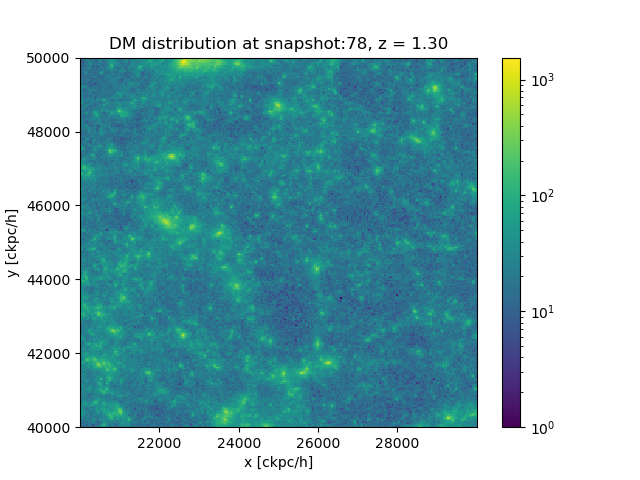 DM distribution at snapshot:78, z = 1.30
50000
48000
46000
44000
42000
40000
y [ckpc/h]
22000 24000 26000 28000
x [ckpc/h]
10³
10²
10¹
10⁰